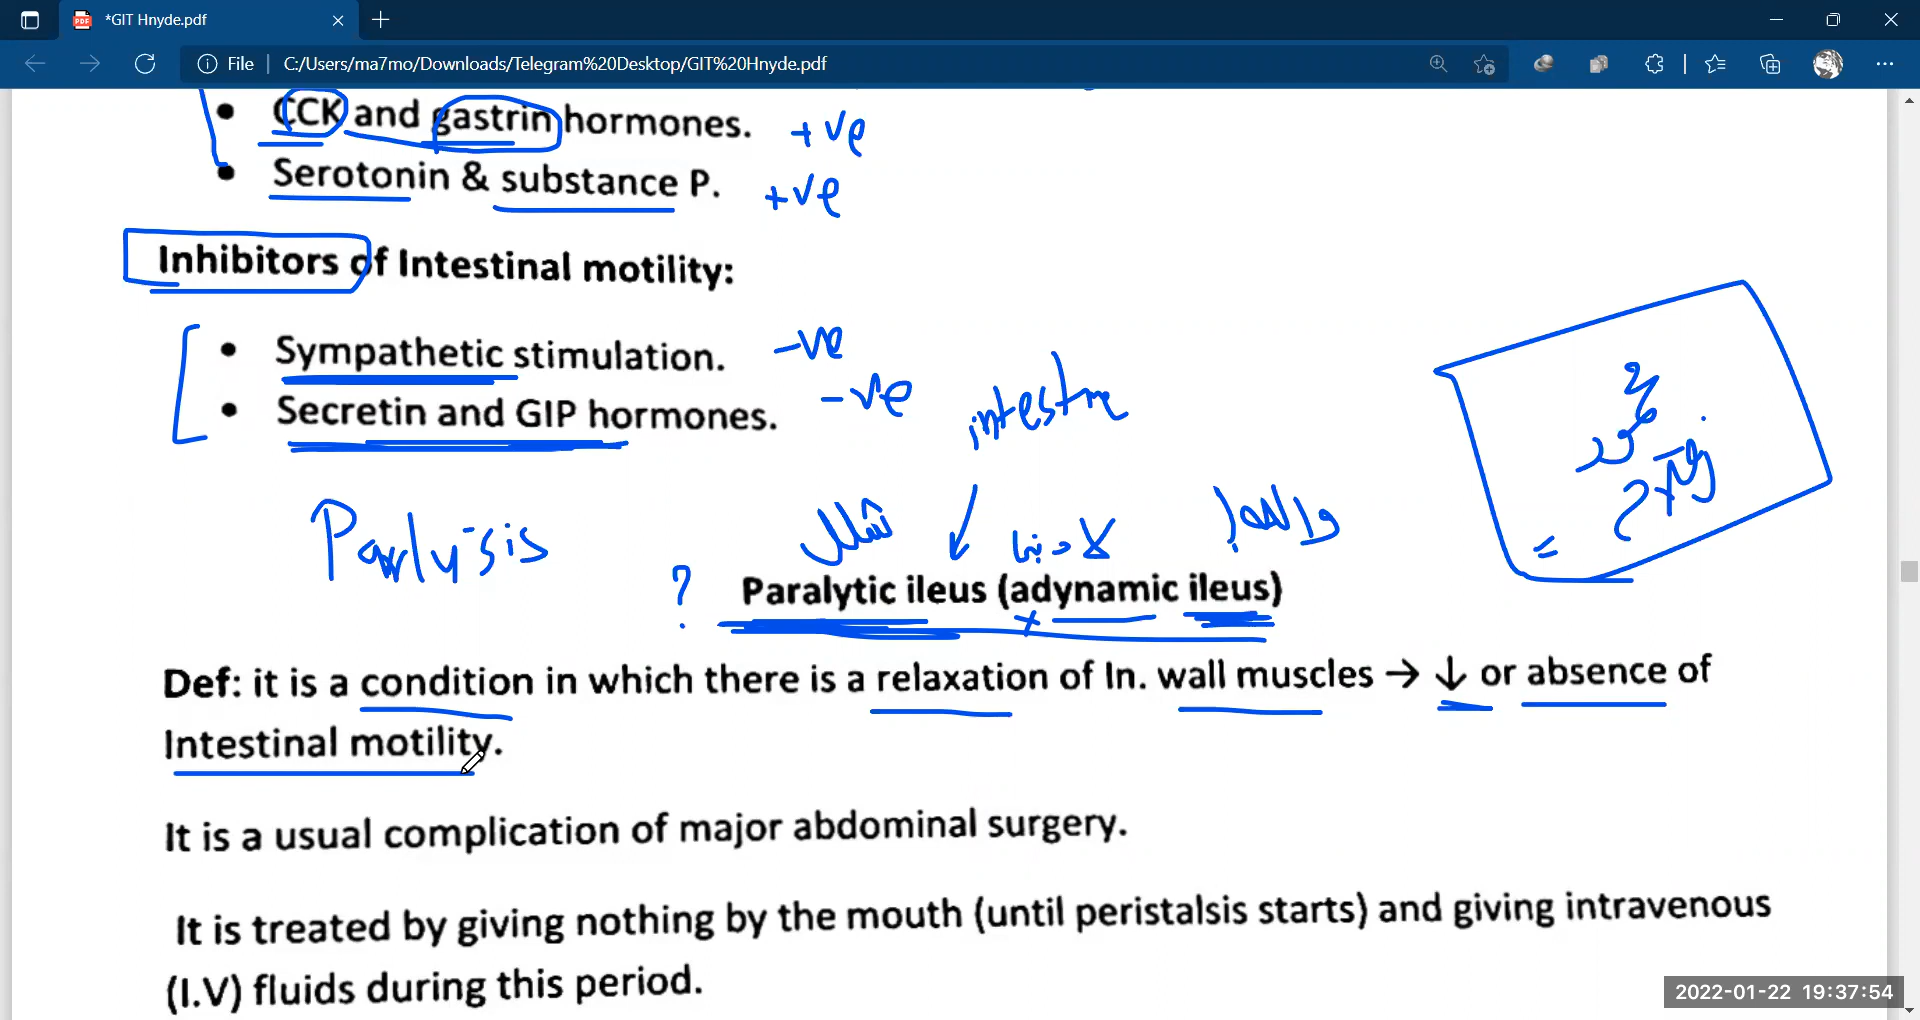 *GIT Hnyde.pdf
File C:/Users/ma7mo/Downloads/Telegram%20Desktop/GIT%20Hnyde.pdf
• CCK and gastrin hormones. +ve
• Serotonin & substance P. +ve
Inhibitors of Intestinal motility:
• Sympathetic stimulation. -ve
• Secretin and GIP hormones. -ve
intestine
Parlysis
شلل
?
Paralytic ileus (adynamic ileus)
Def: it is a condition in which there is a relaxation of In. wall muscles → ↓ or absence of
Intestinal motility.
It is a usual complication of major abdominal surgery.
It is treated by giving nothing by the mouth (until peristalsis starts) and giving intravenous
(I.V) fluids during this period.
2022-01-22 19:37:54